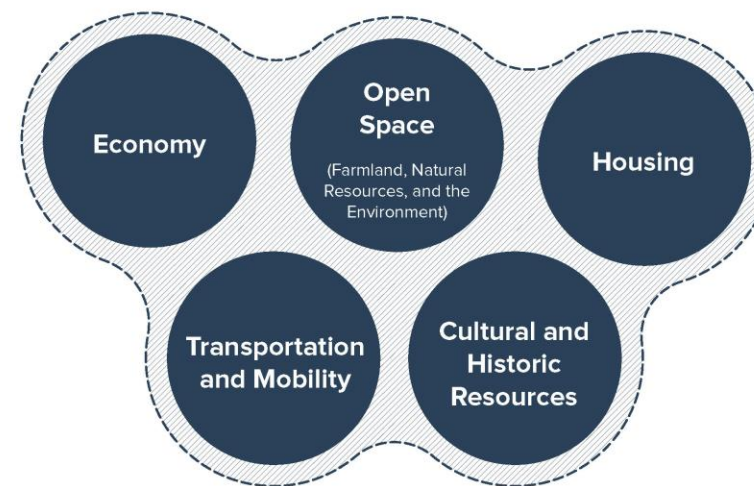 Economy
Open
Space
(Farmland, Natural
Resources, and the
Environment)
Housing
Transportation
and Mobility
Cultural and
Historic
Resources